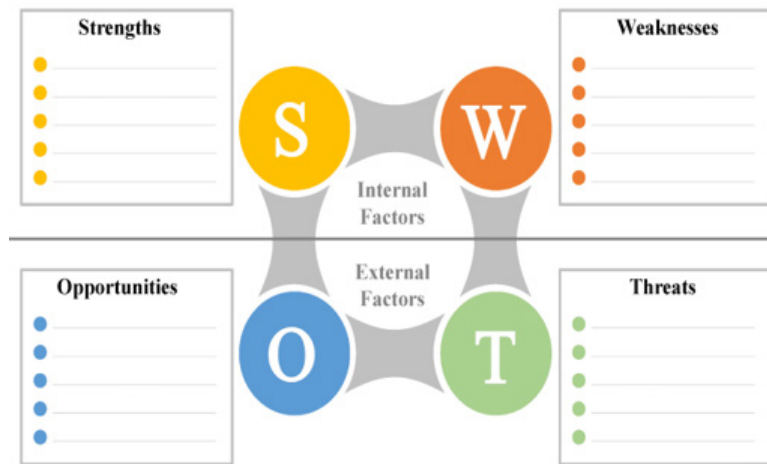 Strengths
Weaknesses
S
W
Internal
Factors
External
Factors
Opportunities
Threats
O
T